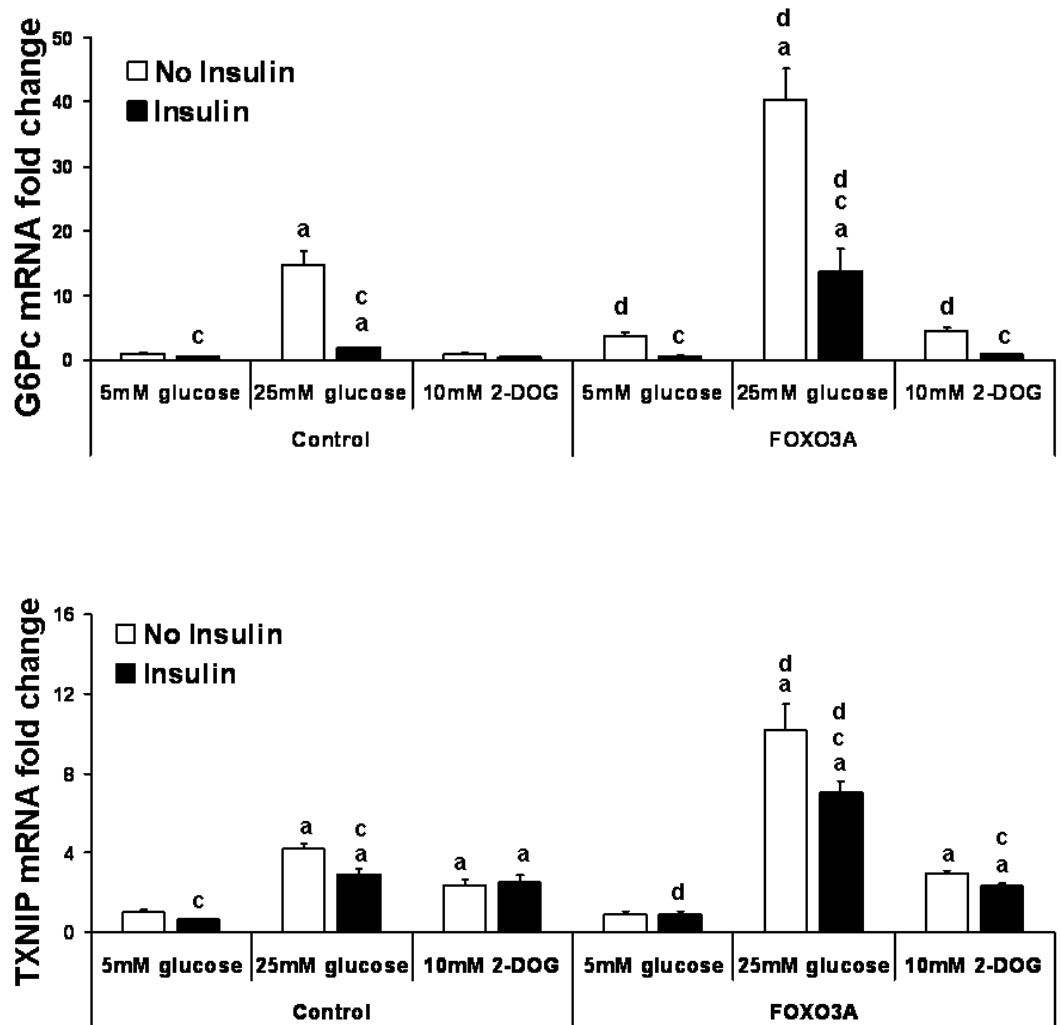 G6Pc mRNA fold change
50
40
30
20
10
0
No Insulin
Insulin
c
a
c
a
d
c
d
a
d
c
a
d
c
5mM glucose 25mM glucose 10mM 2-DOG 5mM glucose 25mM glucose 10mM 2-DOG
Control FOXO3A
TXNIP mRNA fold change
16
12
8
4
0
No Insulin
Insulin
c
a
c
a
a
a
d
d
a
d
c
a
a
c
a
5mM glucose 25mM glucose 10mM 2-DOG 5mM glucose 25mM glucose 10mM 2-DOG
Control FOXO3A